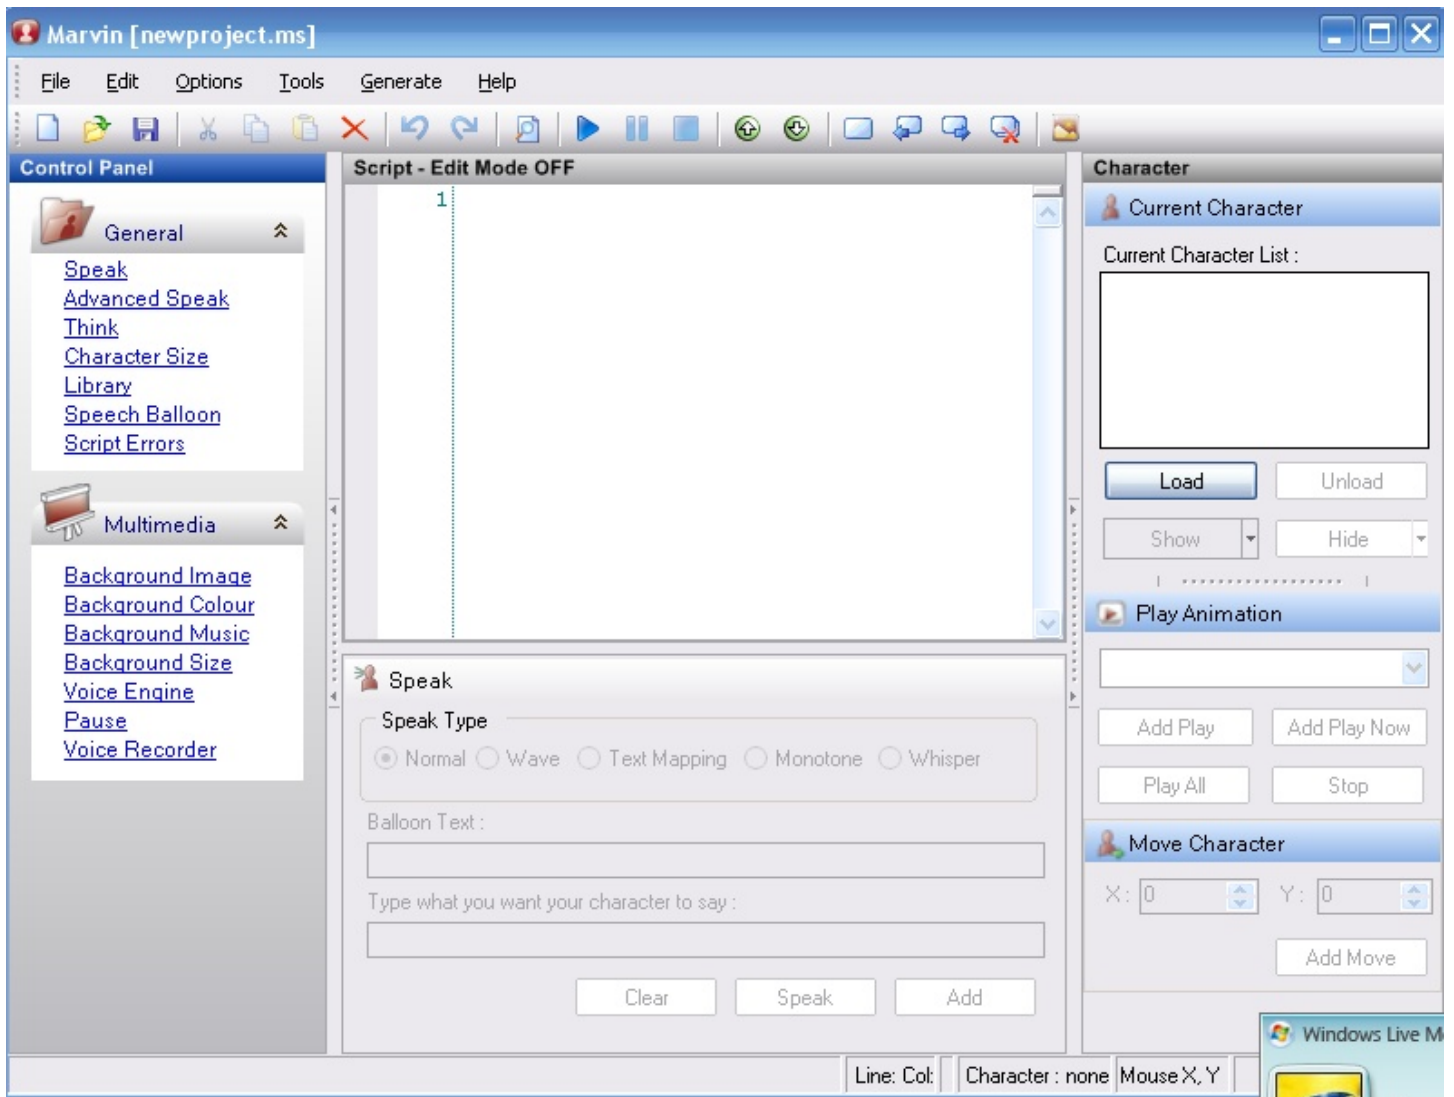 Marvin [newproject.ms]
File Edit Options Tools Generate Help
Control Panel
General
Speak
Advanced Speak
Think
Character Size
Library
Speech Balloon
Script Errors
Multimedia
Background Image
Background Colour
Background Music
Background Size
Voice Engine
Pause
Voice Recorder
Script - Edit Mode OFF
1
Speak
Speak Type
Normal Wave Text Mapping Monotone Whisper
Balloon Text :
Type what you want your character to say :
Clear Speak Add
Character
Current Character
Current Character List :
Load Unload
Show Hide
Play Animation
Add Play Add Play Now
Play All Stop
Move Character
X : 0 Y : 0
Add Move
Windows Live M
Line: Col: Character : none Mouse X, Y